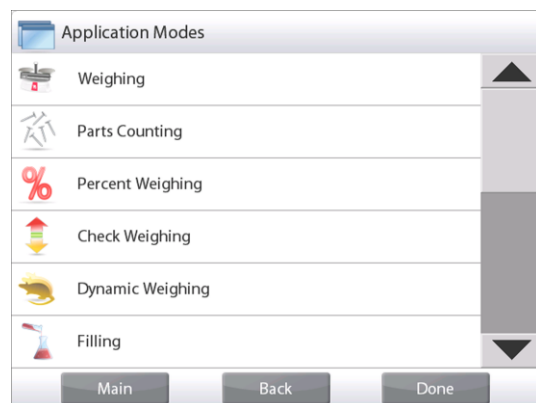 Application Modes
Weighing
Parts Counting
Percent Weighing
Check Weighing
Dynamic Weighing
Filling
Main Back Done